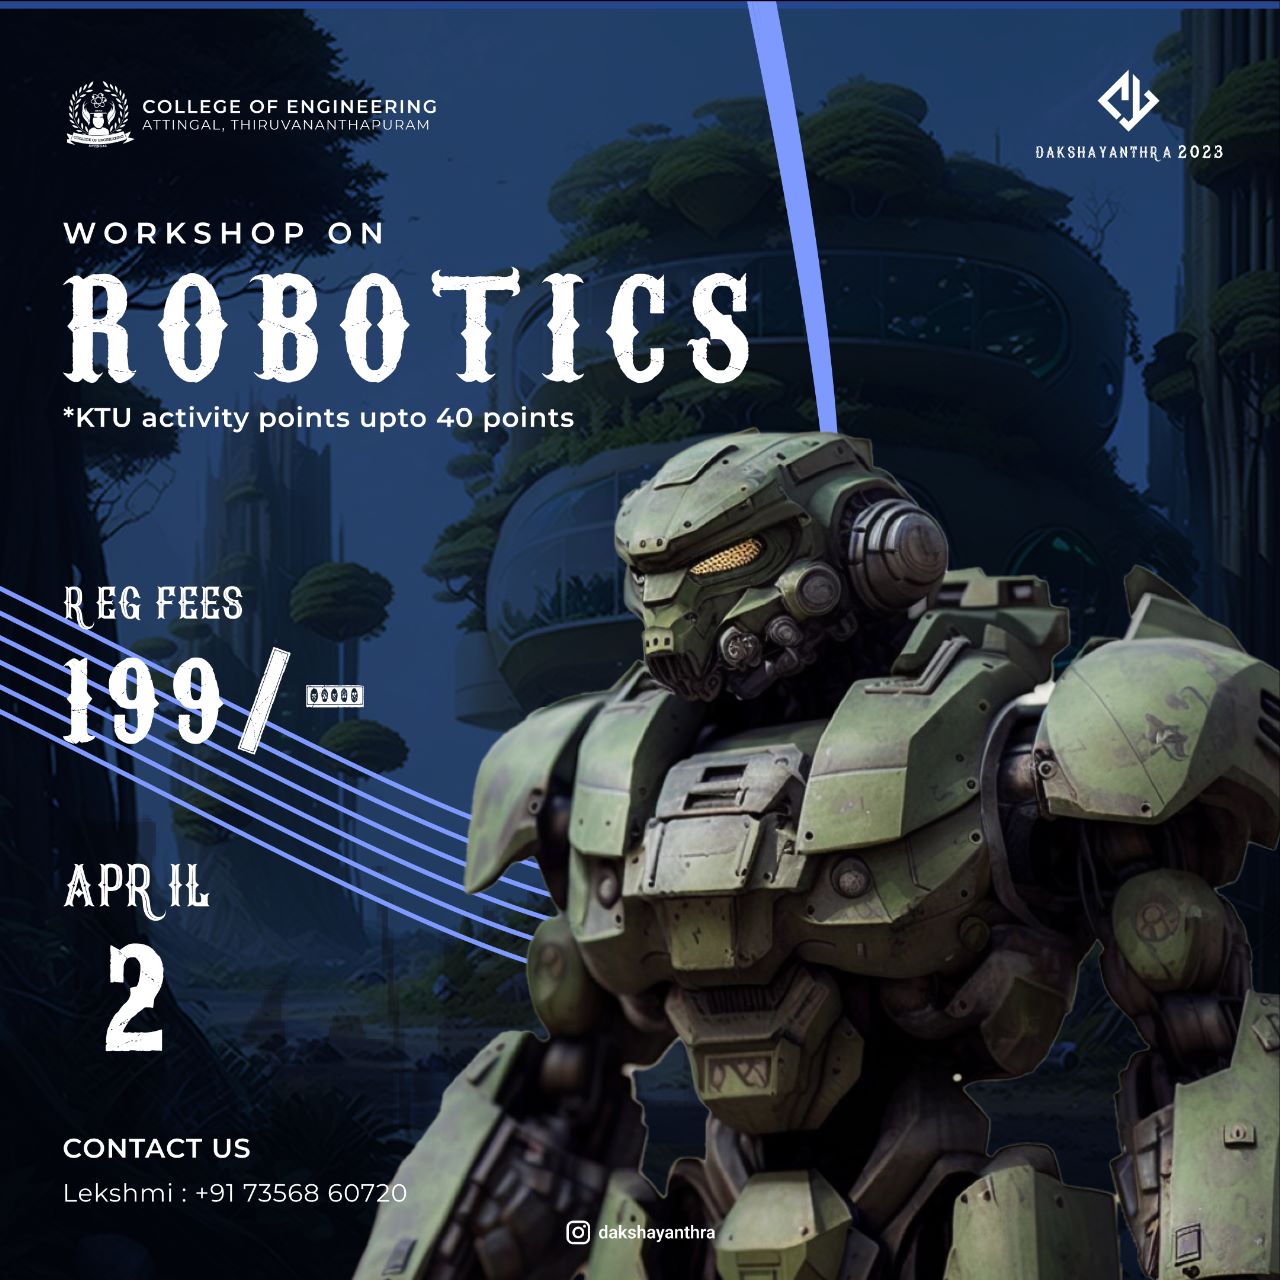 COLLEGE OF ENGINEERING
ATTINGAL, THIRUVANANTHAPURAM
DAKSHAYANTHRA 2023
WORKSHOP ON
ROBOTICS
*KTU activity points upto 40 points
REG FEES
199/-
APRIL
2
CONTACT US
Lekshmi : +91 73568 60720
dakshayanthra